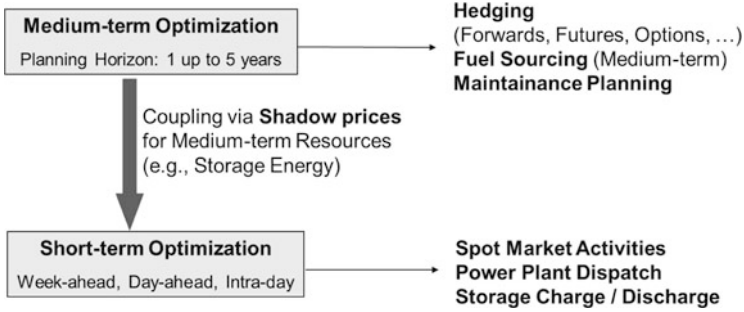 Medium-term Optimization
Planning Horizon: 1 up to 5 years
Hedging
(Forwards, Futures, Options, …)
Fuel Sourcing (Medium-term)
Maintainance Planning
Coupling via Shadow prices
for Medium-term Resources
(e.g., Storage Energy)
Short-term Optimization
Week-ahead, Day-ahead, Intra-day
Spot Market Activities
Power Plant Dispatch
Storage Charge / Discharge